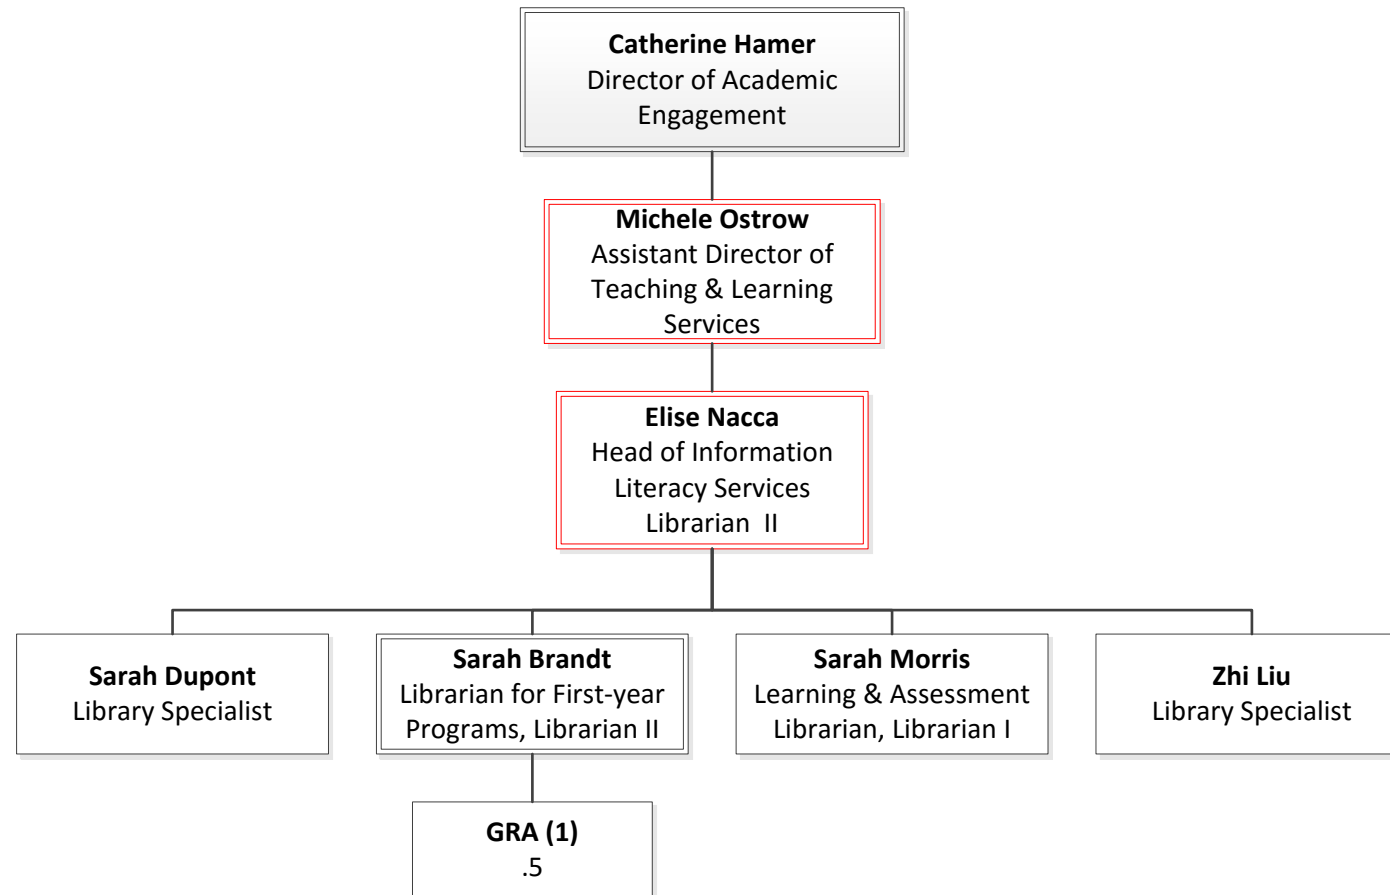 Catherine Hamer
Director of Academic
Engagement
Michele Ostrow
Assistant Director of
Teaching & Learning
Services
Elise Nacca
Head of Information
Literacy Services
Librarian  II
Sarah Dupont
Library Specialist
Sarah Brandt
Librarian for First-year
Programs, Librarian II
Sarah Morris
Learning & Assessment
Librarian, Librarian I
Zhi Liu
Library Specialist
GRA (1)
.5